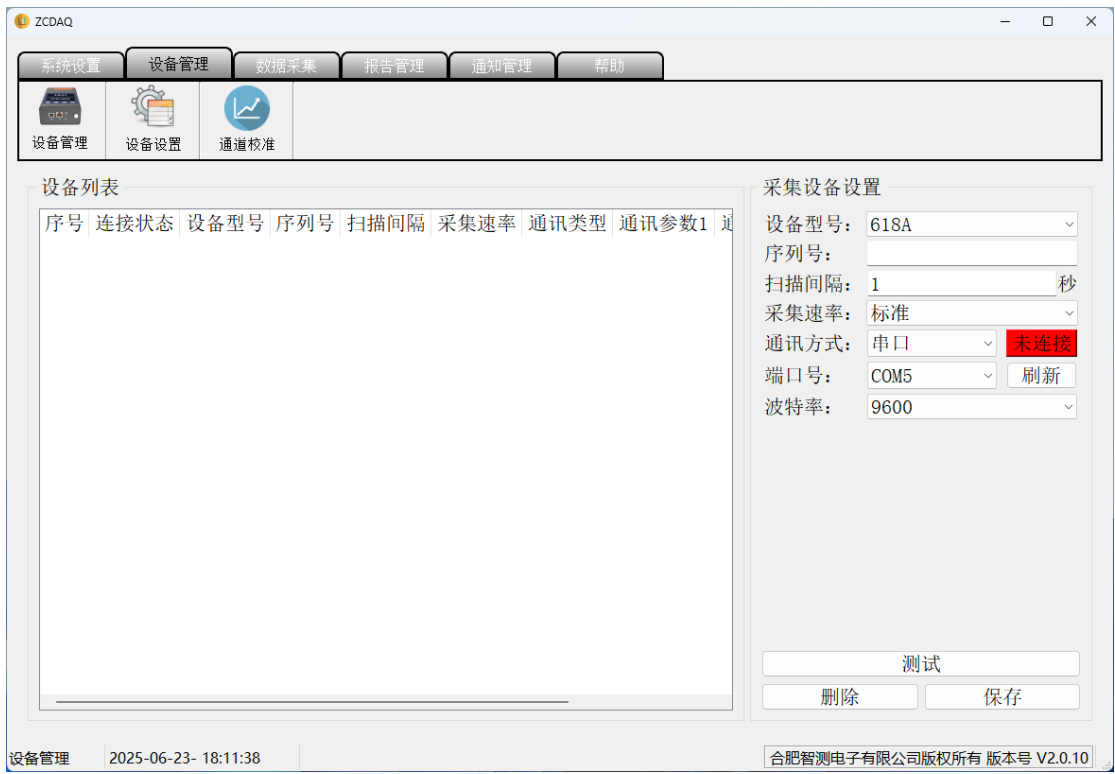 ZCDAQ
系统设置 设备管理 数据采集 报告管理 通知管理 帮助
设备管理 设备设置 通道校准
设备列表
序号 连接状态 设备型号 序列号 扫描间隔 采集速率 通讯类型 通讯参数1 通
采集设备设置
设备型号： 618A
序列号：
扫描间隔： 1 秒
采集速率： 标准
通讯方式： 串口 未连接
端口号： COM5 刷新
波特率： 9600
测试
删除 保存
设备管理 2025-06-23- 18:11:38 合肥智测电子有限公司版权所有 版本号 V2.0.10